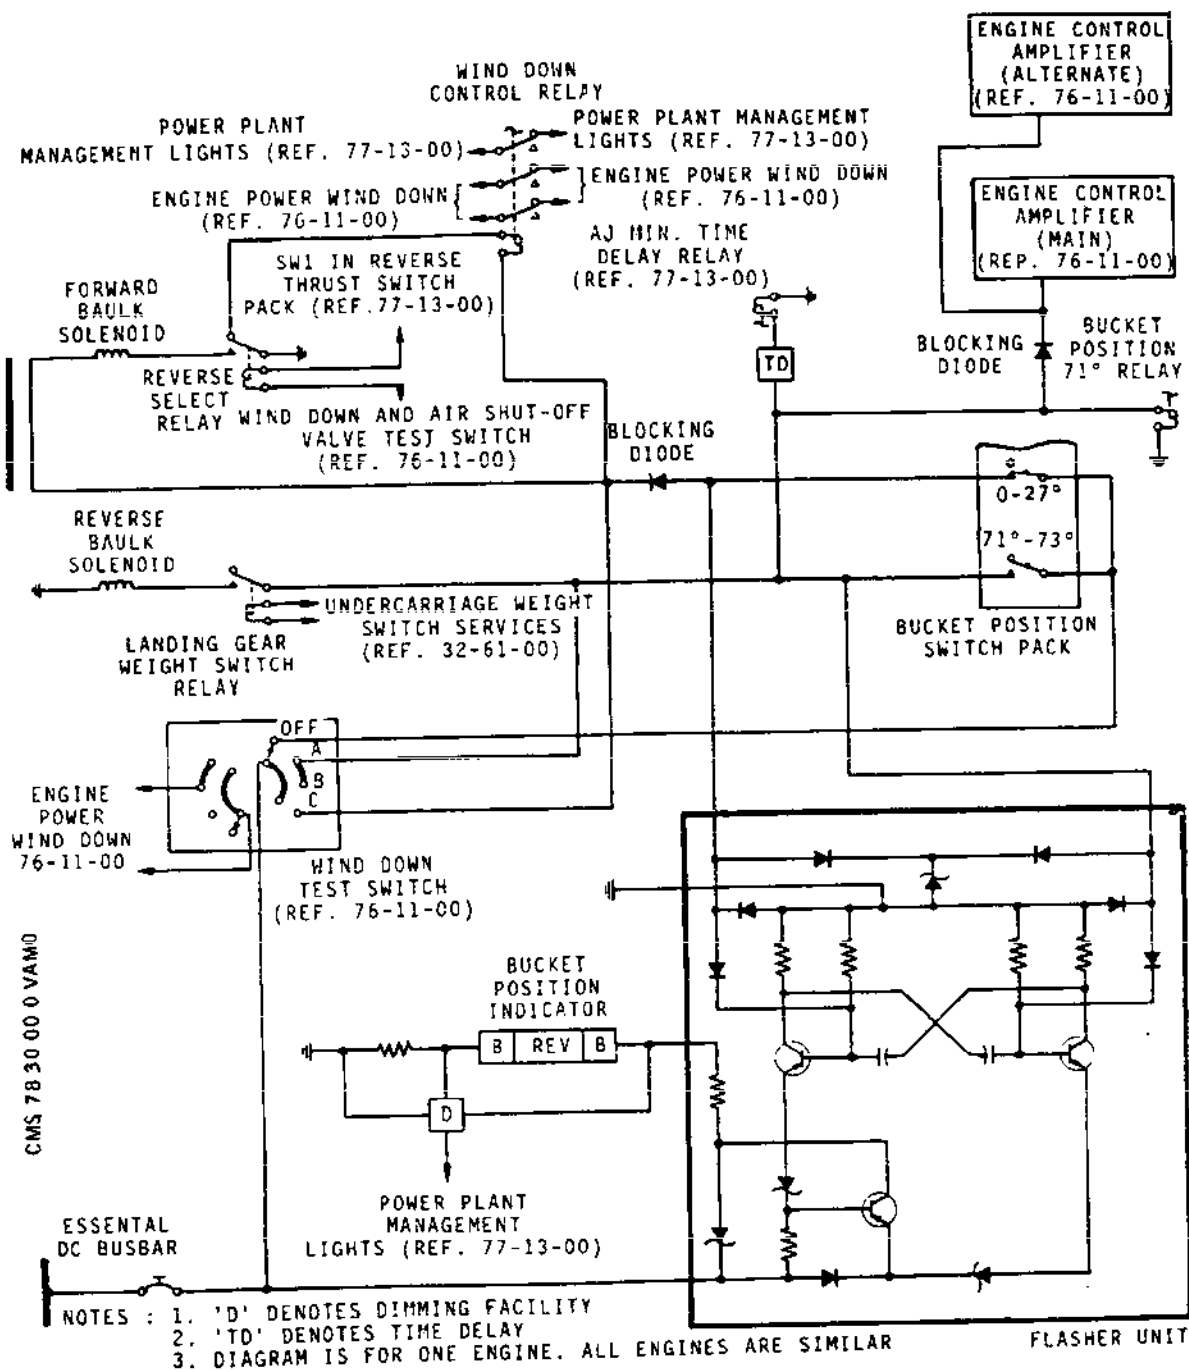 ENGINE CONTROL
AMPLIFIER
(ALTERNATE)
(REF. 76-11-00)
WIND DOWN
CONTROL RELAY
POWER PLANT
MANAGEMENT LIGHTS (REF. 77-13-00)
POWER PLANT MANAGEMENT
LIGHTS (REF. 77-13-00)
ENGINE POWER WIND DOWN
(REF. 76-11-00)
ENGINE POWER WIND DOWN
(REF. 76-11-00)
ENGINE CONTROL
AMPLIFIER
(MAIN)
(REP. 76-11-00)
AJ MIN. TIME
DELAY RELAY
(REF. 77-13-00)
SW1 IN REVERSE
THRUST SWITCH
PACK (REF.77-13-00)
FORWARD
BAULK
SOLENOID
TD
BLOCKING
DIODE
BUCKET
POSITION
71° RELAY
REVERSE
SELECT
RELAY
WIND DOWN AND AIR SHUT-OFF
VALVE TEST SWITCH
(REF. 76-11-00)
BLOCKING
DIODE
0-27°
71°-73°
REVERSE
BAULK
SOLENOID
UNDERCARRIAGE WEIGHT
SWITCH SERVICES
(REF. 32-61-00)
BUCKET POSITION
SWITCH PACK
LANDING GEAR
WEIGHT SWITCH
RELAY
OFF
A
B
C
ENGINE
POWER
WIND DOWN
76-11-00
WIND DOWN
TEST SWITCH
(REF. 76-11-00)
BUCKET
POSITION
INDICATOR
B REV B
D
CMS 78 30 00 0 VAM0
POWER PLANT
MANAGEMENT
LIGHTS (REF. 77-13-00)
ESSENTAL
DC BUSBAR
NOTES : 1. 'D' DENOTES DIMMING FACILITY
2. 'TD' DENOTES TIME DELAY
3. DIAGRAM IS FOR ONE ENGINE. ALL ENGINES ARE SIMILAR
FLASHER UNIT